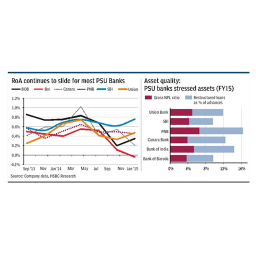 RoA continues to slide for most PSU Banks
BOB BoI Canara PNB SBI Union
1.2%
1.0%
0.8%
0.6%
0.4%
0.2%
0.0%
-0.2%
Sep'13 Nov Jan'14 Mar May Jul Sep Nov Jan'15
Source: Company data, HSBC Research
Asset quality:
PSU banks stressed assets (FY15)
Gross NPL ratio Restructured loans
as % of advances
Union Bank
SBI
PNB
Canara Bank
Bank of India
Bank of Baroda
0% 4% 8% 12% 16%